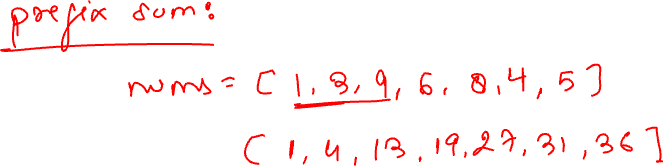 prefix sum:
nums = [ 1, 3, 9, 6, 8, 4, 5 ]
[ 1, 4, 13, 19, 27, 31, 36 ]